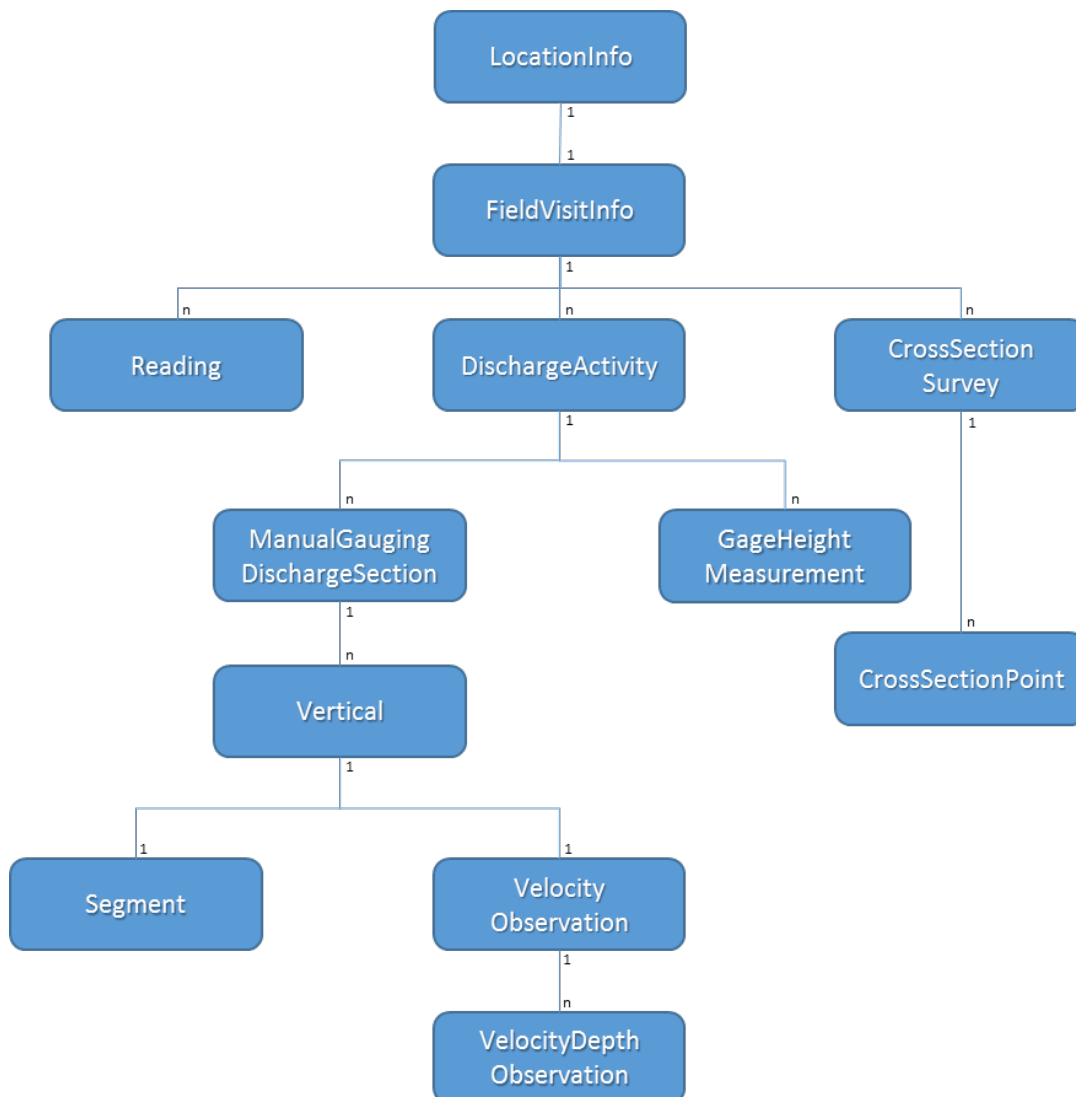 LocationInfo
1
1
FieldVisitInfo
1
n
n
n
Reading
DischargeActivity
CrossSection
Survey
1
1
n
n
ManualGauging
DischargeSection
GageHeight
Measurement
1
n
n
Vertical
CrossSectionPoint
1
1
1
Segment
Velocity
Observation
1
n
VelocityDepth
Observation